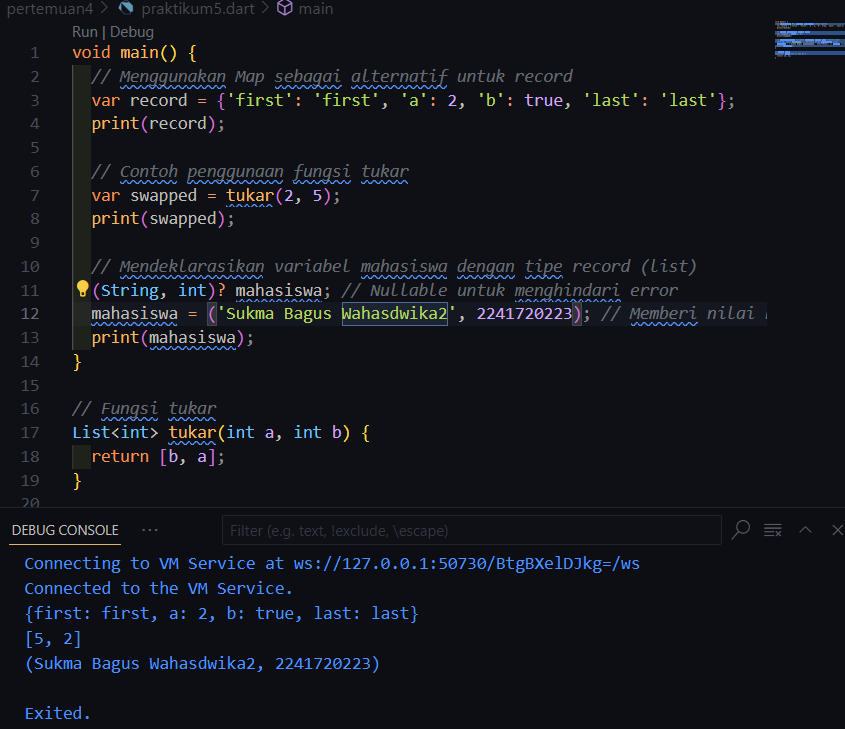 pertemuan4 > praktikum5.dart > main
Run | Debug
1 void main() {
2 // Menggunakan Map sebagai alternatif untuk record
3 var record = {'first': 'first', 'a': 2, 'b': true, 'last': 'last'};
4 print(record);
5
6 // Contoh penggunaan fungsi tukar
7 var swapped = tukar(2, 5);
8 print(swapped);
9
10 // Mendeklarasikan variabel mahasiswa dengan tipe record (list)
11 (String, int)? mahasiswa; // Nullable untuk menghindari error
12 mahasiswa = ('Sukma Bagus Wahasdwika2', 2241720223); // Memberi nilai
13 print(mahasiswa);
14 }
15
16 // Fungsi tukar
17 List<int> tukar(int a, int b) {
18 return [b, a];
19 }
20
DEBUG CONSOLE ... Filter (e.g. text, !exclude, \escape)
Connecting to VM Service at ws://127.0.0.1:50730/BtgBXelDJkg=/ws
Connected to the VM Service.
{first: first, a: 2, b: true, last: last}
[5, 2]
(Sukma Bagus Wahasdwika2, 2241720223)
Exited.